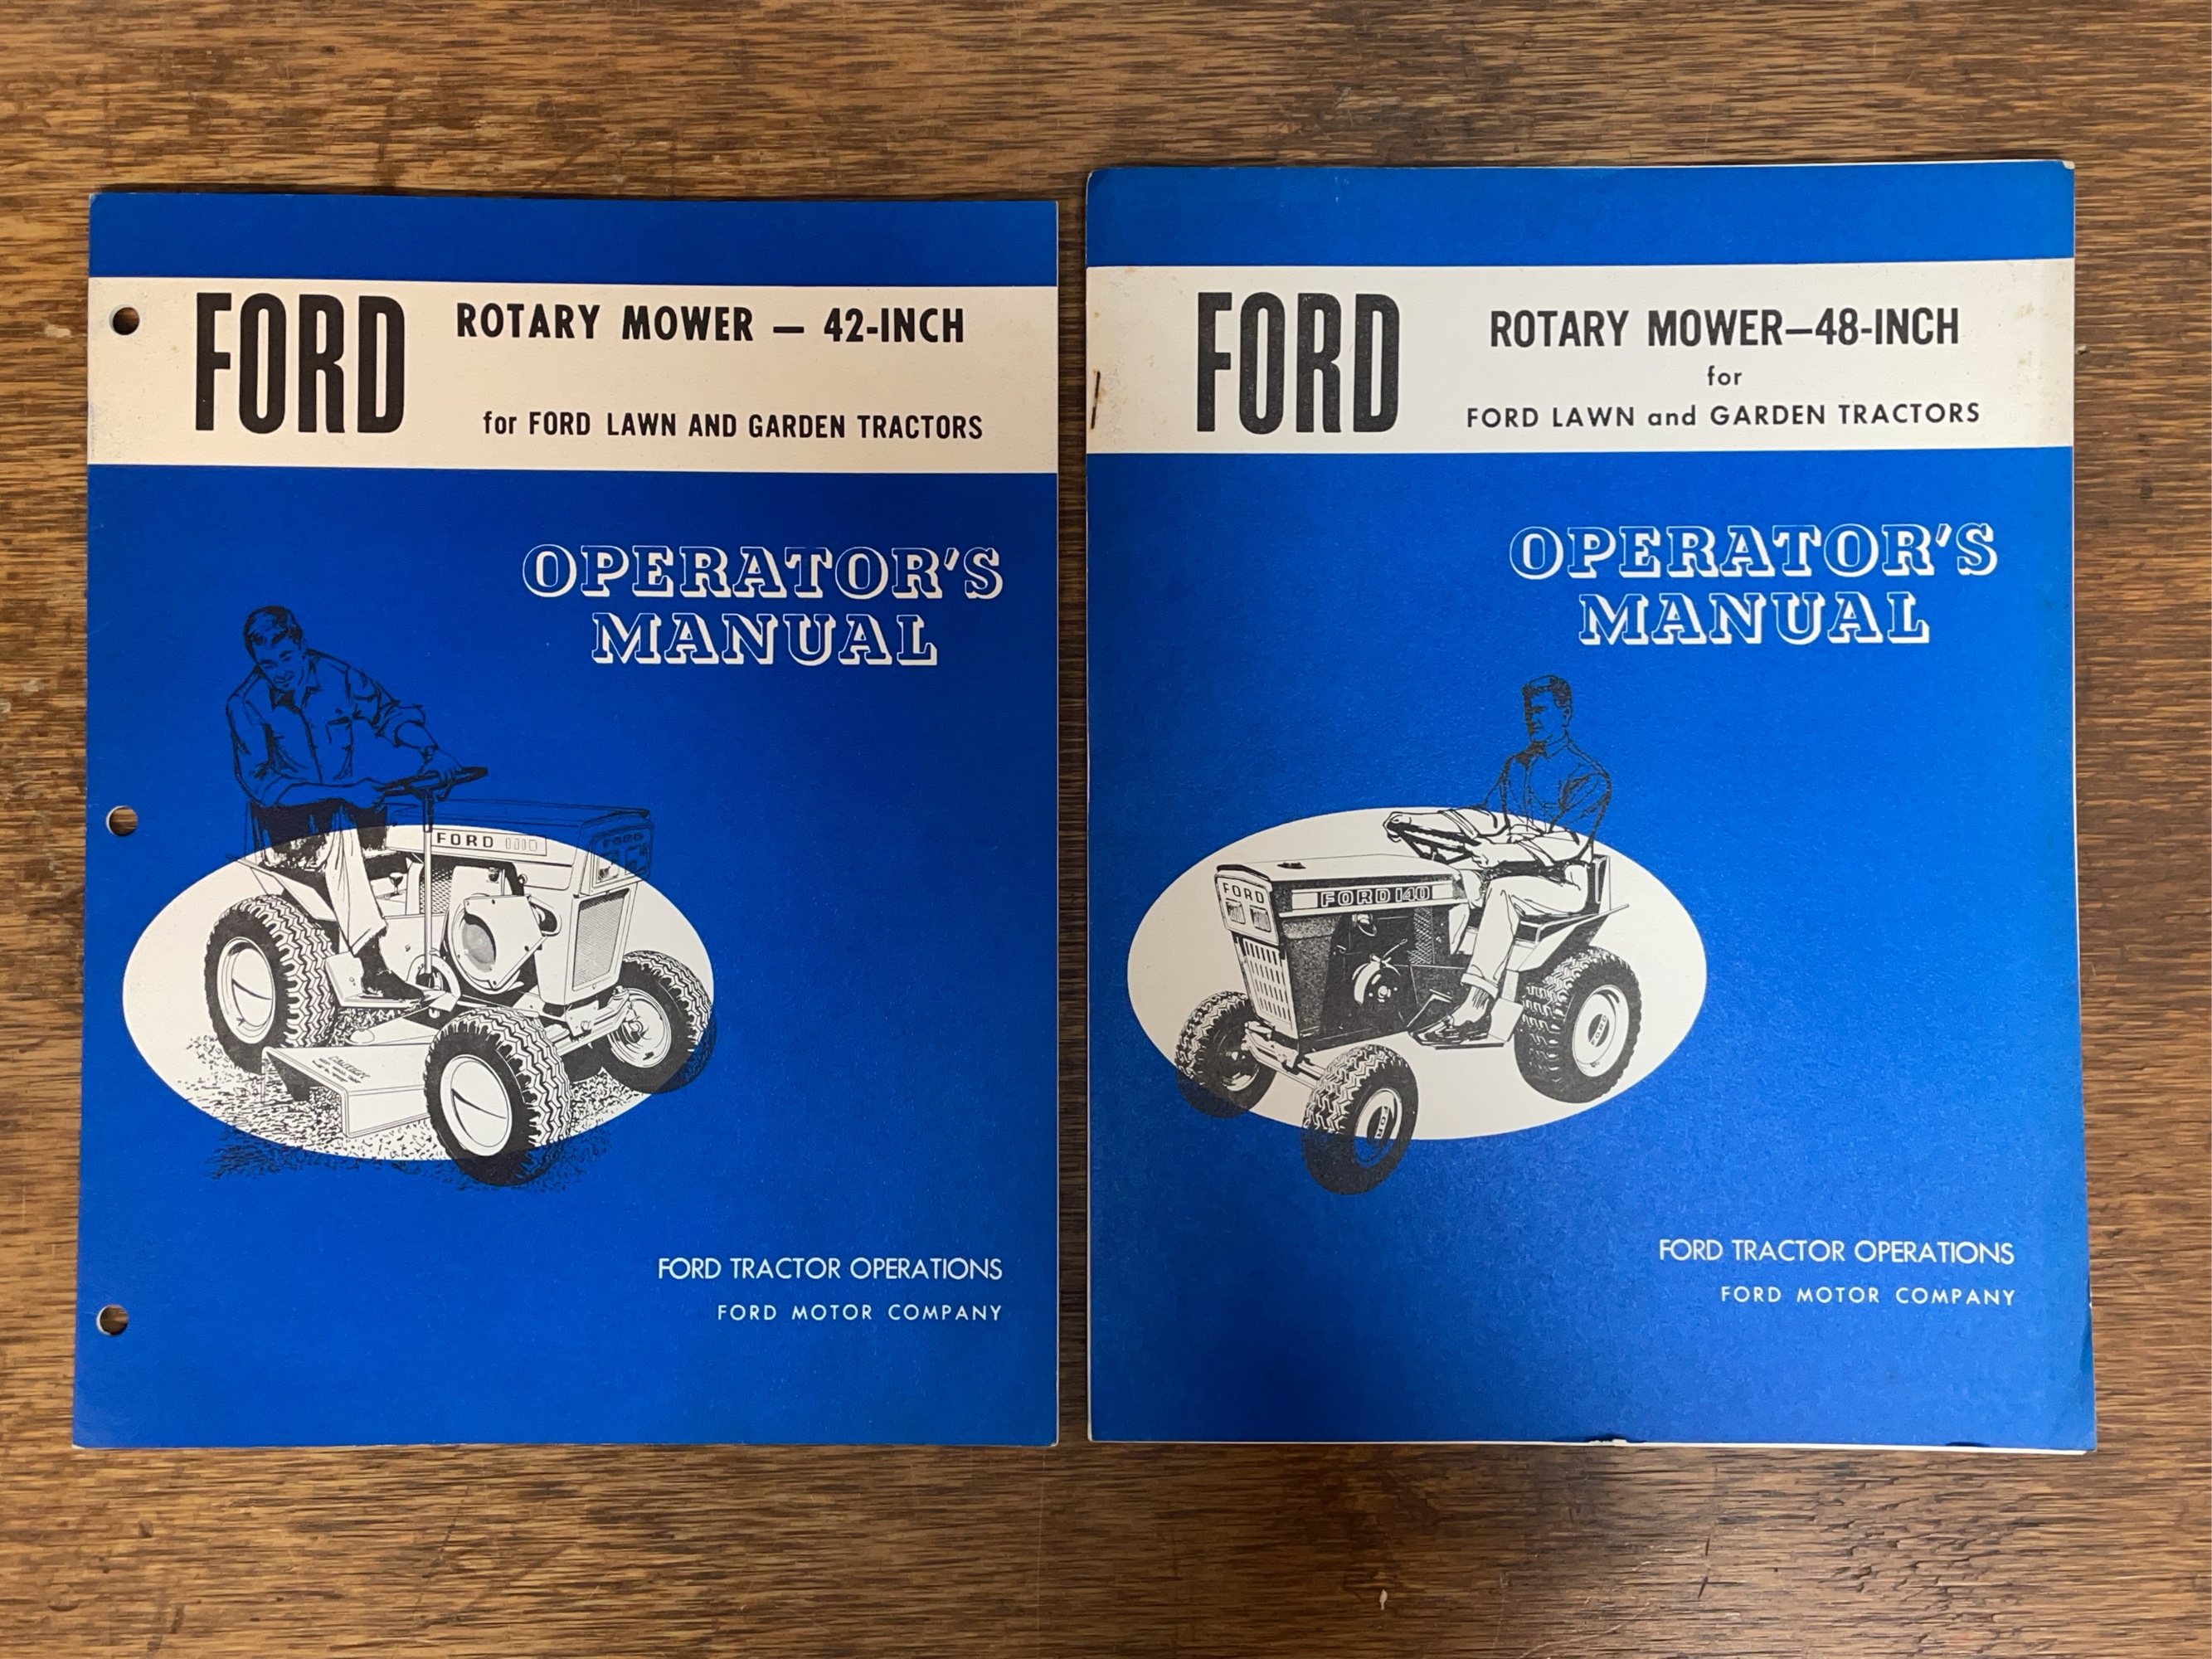 FORD
ROTARY MOWER — 42-INCH
for FORD LAWN AND GARDEN TRACTORS
OPERATOR'S
MANUAL
FORD
FORD
FORD TRACTOR OPERATIONS
FORD MOTOR COMPANY
FORD
ROTARY MOWER—48-INCH
for
FORD LAWN and GARDEN TRACTORS
OPERATOR'S
MANUAL
FORD
FORD 140
FORD TRACTOR OPERATIONS
FORD MOTOR COMPANY